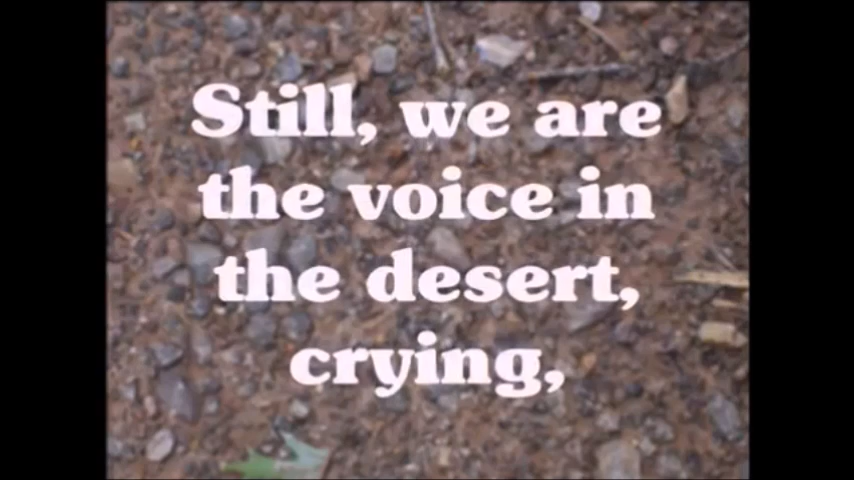 Still, we are
the voice in
the desert,
crying,